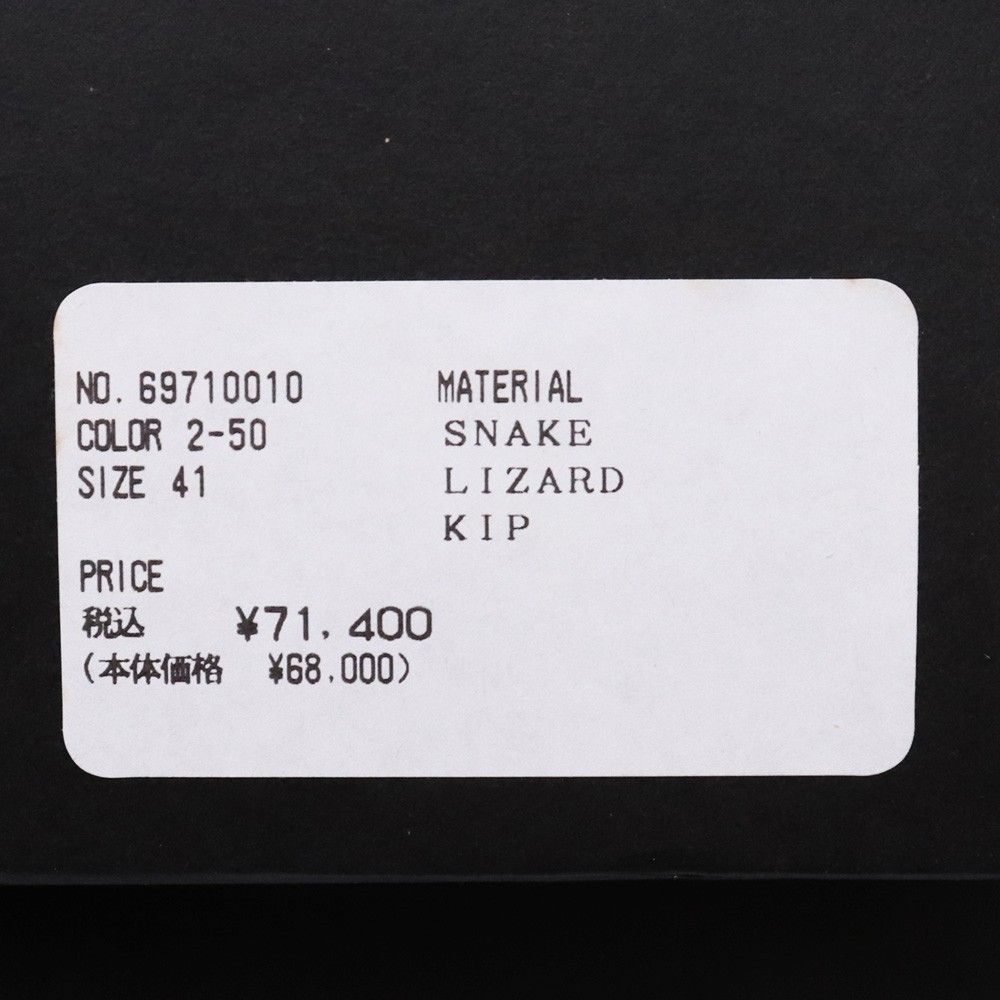 NO. 69710010
COLOR 2-50
SIZE 41
MATERIAL
SNAKE
LIZARD
KIP
PRICE
税込 ¥71,400
(本体価格 ¥68,000)